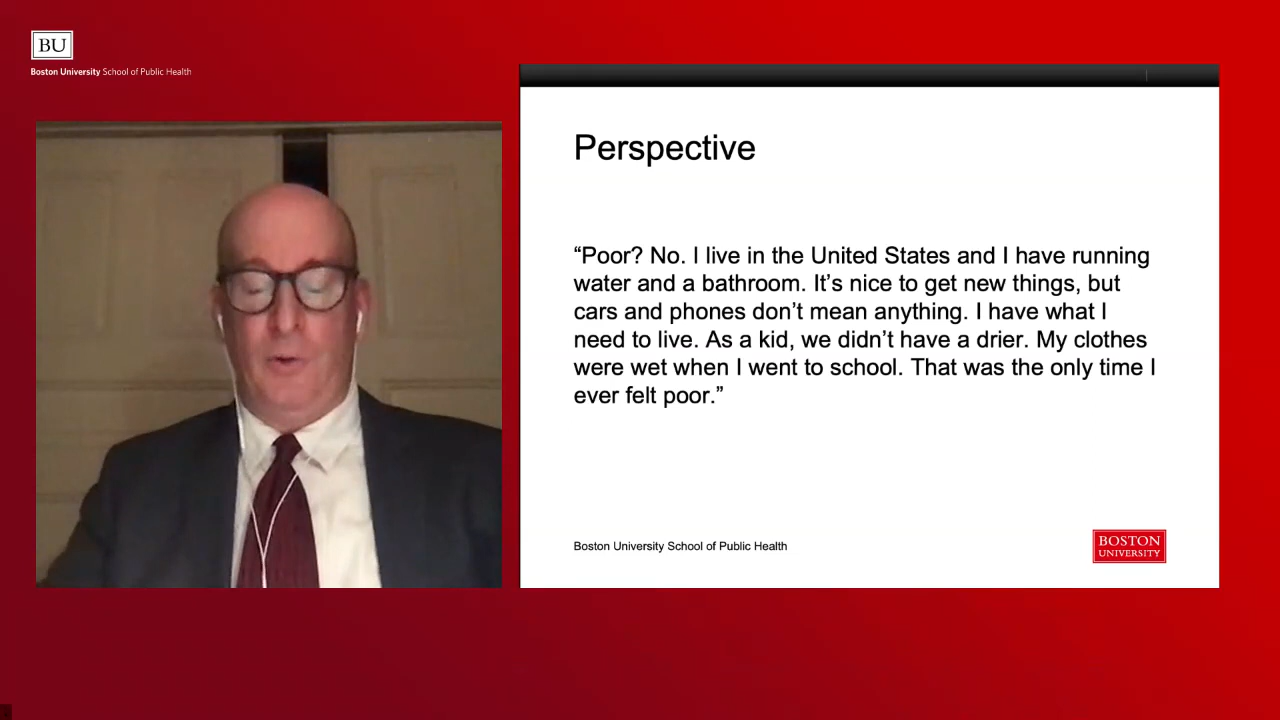 BU
Boston University School of Public Health
Perspective
“Poor? No. I live in the United States and I have running
water and a bathroom. It’s nice to get new things, but
cars and phones don’t mean anything. I have what I
need to live. As a kid, we didn’t have a drier. My clothes
were wet when I went to school. That was the only time I
ever felt poor.”
Boston University School of Public Health
BOSTON
UNIVERSITY